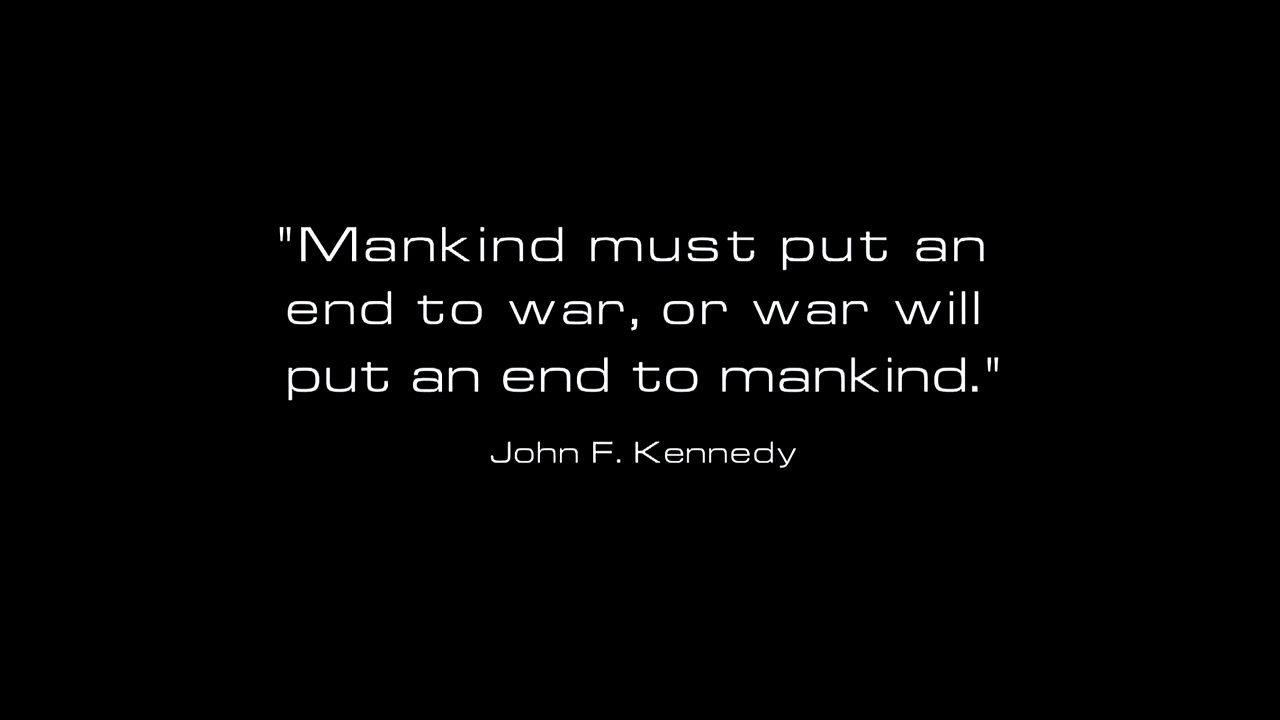 "Mankind must put an
end to war, or war will
put an end to mankind."
John F. Kennedy